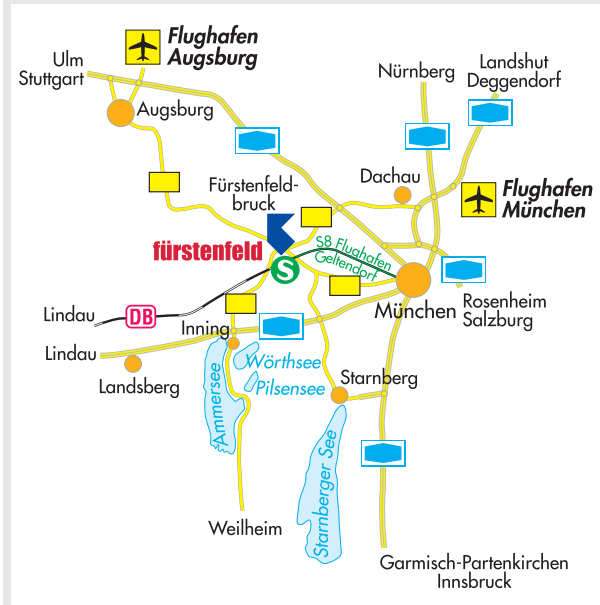 Flughafen
Augsburg
Ulm
Stuttgart
Augsburg
Nürnberg
Landshut
Deggendorf
Dachau
Flughafen
München
Fürstenfeld-
bruck
fürstenfeld
S8 Flughafen
Geltendorf
S
München
Rosenheim
Salzburg
Lindau
DB
Inning
Lindau
Landsberg
Wörthsee
Pilsensee
Ammersee
Starnberg
Starnberger See
Weilheim
Garmisch-Partenkirchen
Innsbruck